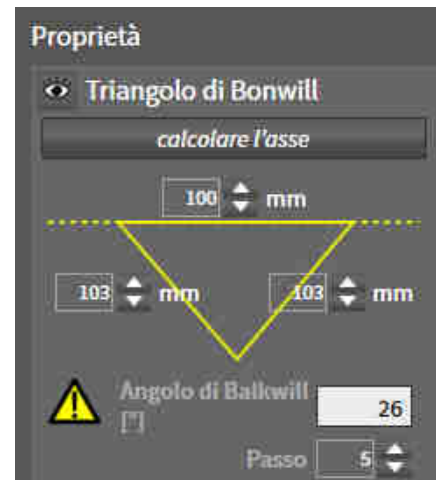 Proprietà
Triangolo di Bonwill
calcolare l'asse
100 mm
103 mm 103 mm
Angolo di Balkwill
[°] 26
Passo 5